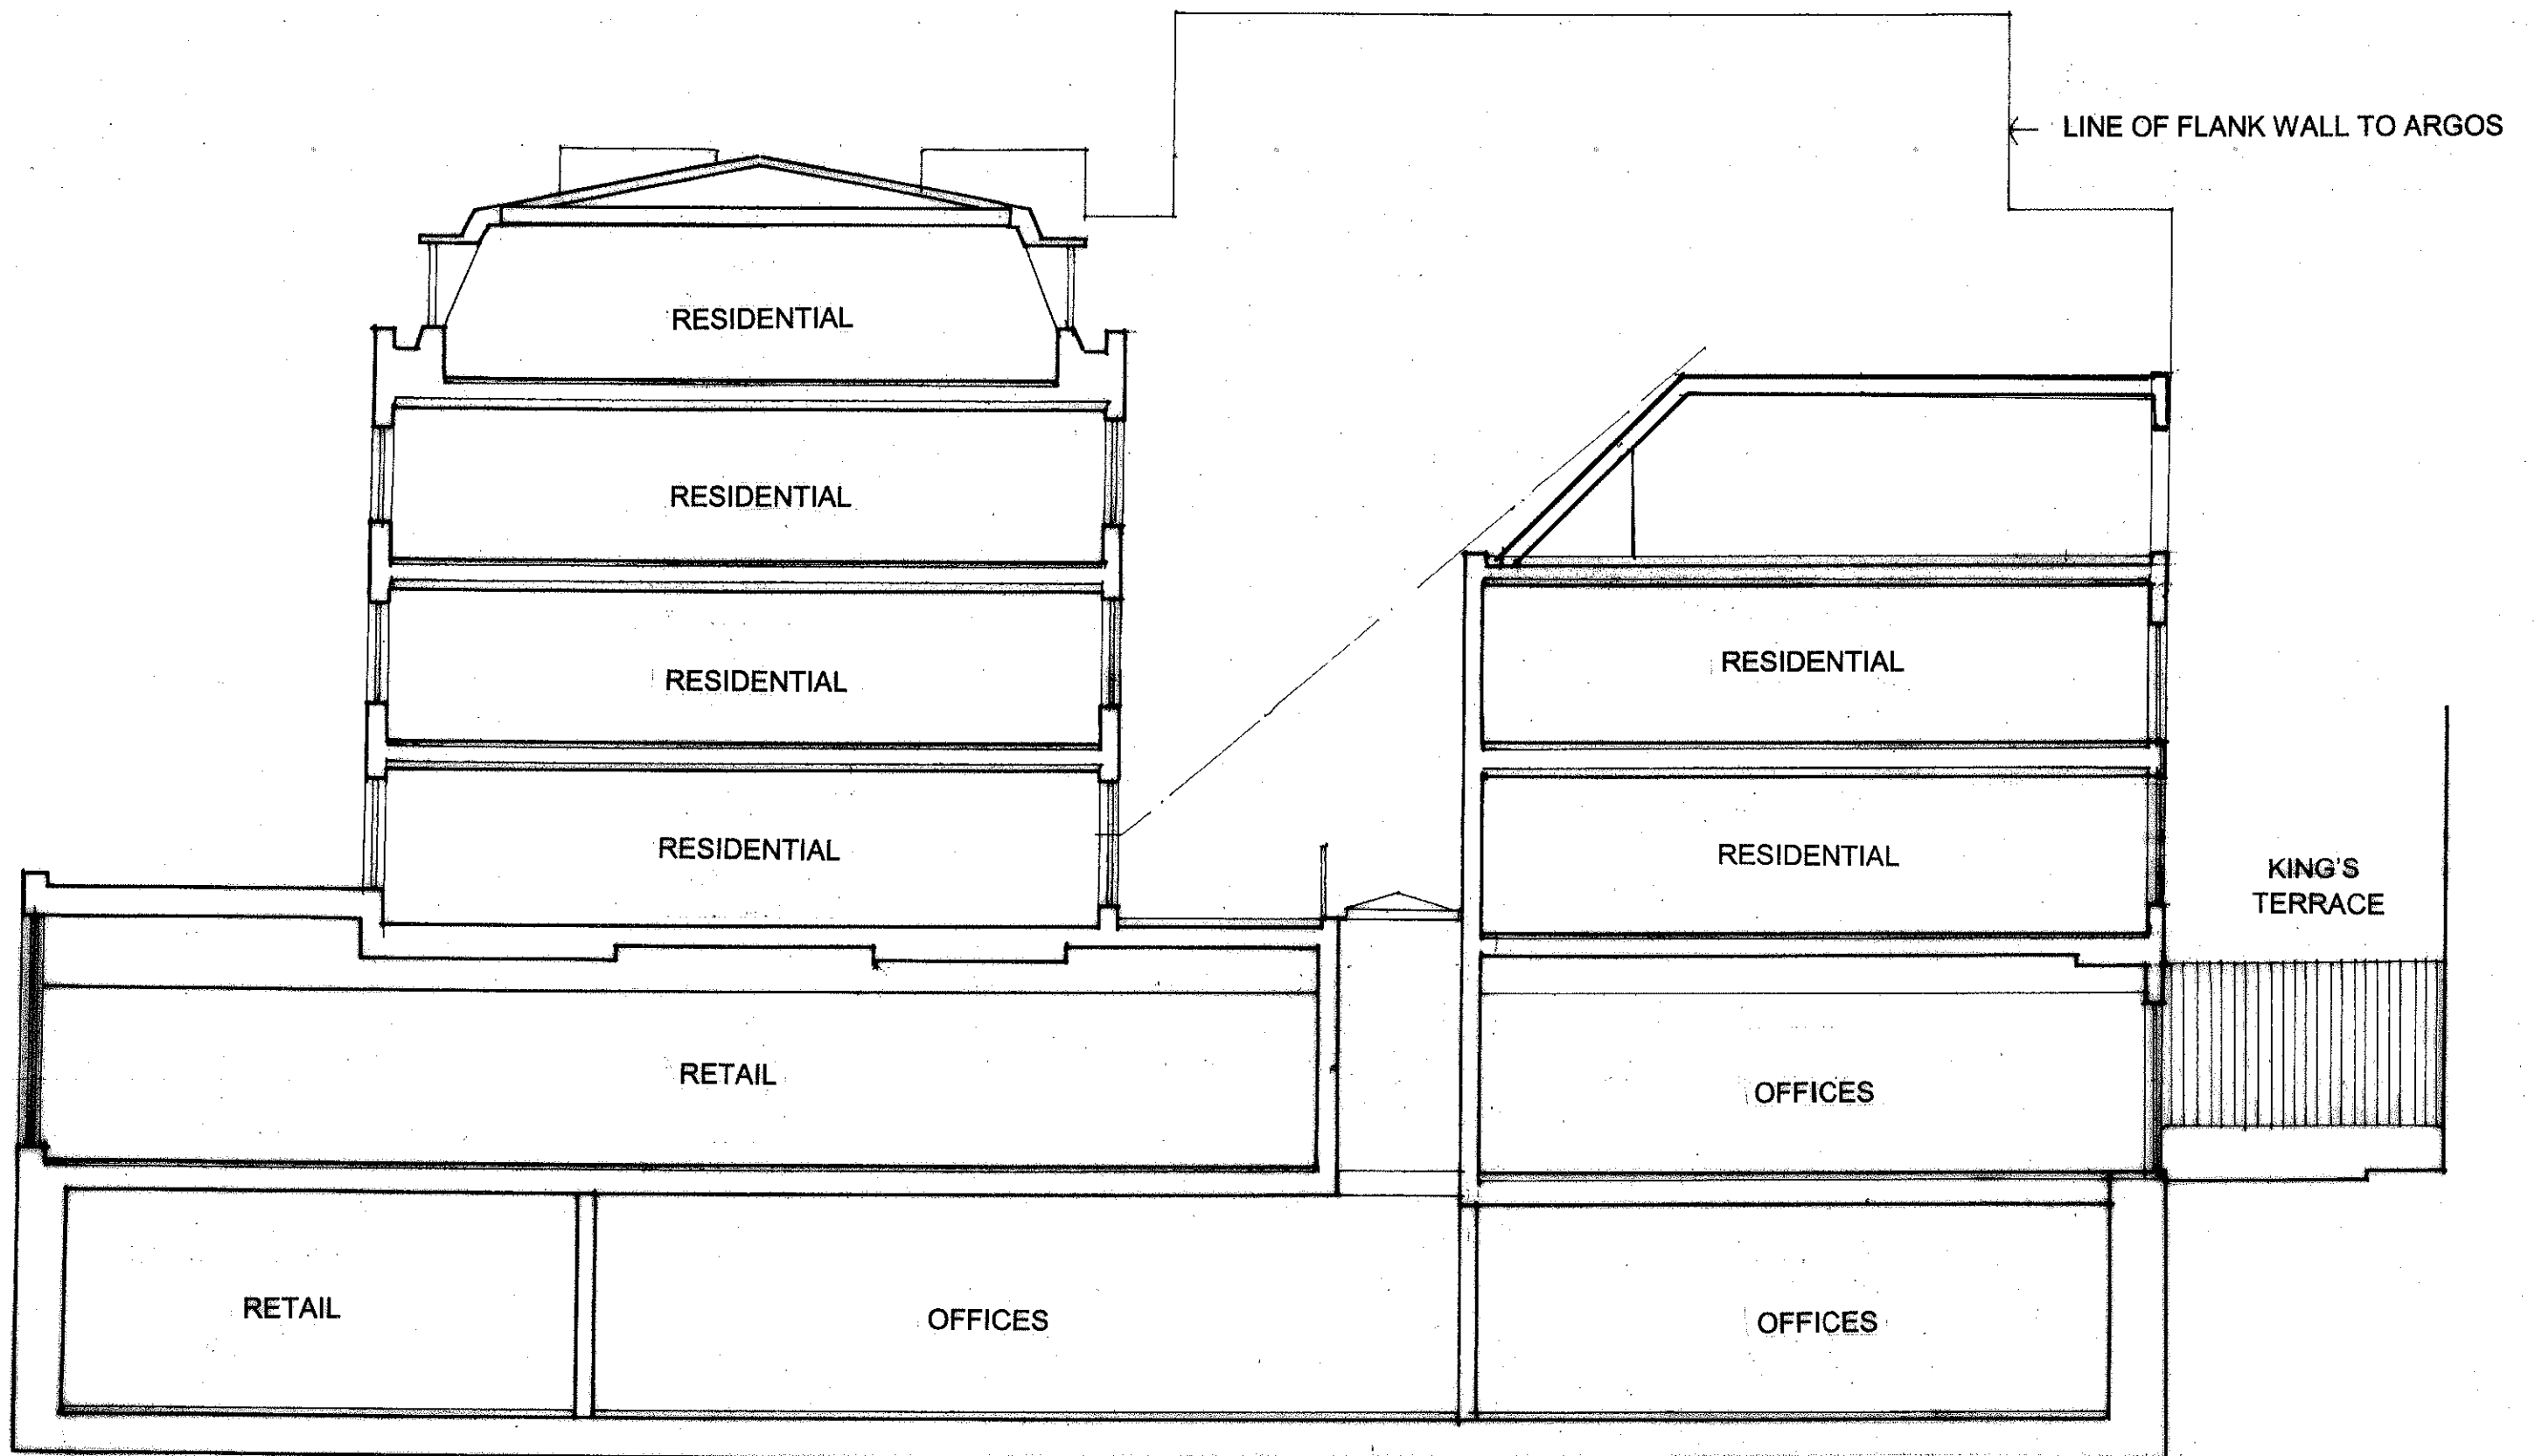 LINE OF FLANK WALL TO ARGOS
RESIDENTIAL
RESIDENTIAL
RESIDENTIAL
RESIDENTIAL
RESIDENTIAL
RESIDENTIAL
KING'S
TERRACE
RETAIL
OFFICES
RETAIL
OFFICES
OFFICES